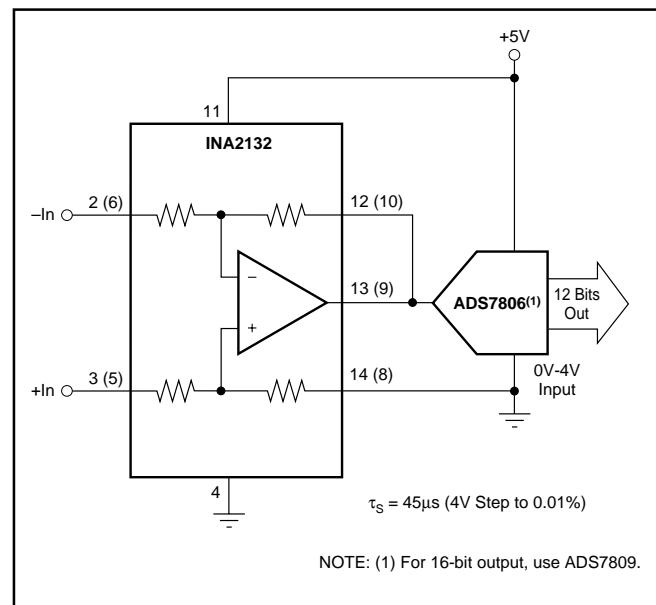 +5V
11
INA2132
–In
2 (6)
12 (10)
–
13 (9)
ADS7806(1)
12 Bits
Out
+
+In
3 (5)
14 (8)
0V-4V
Input
4
τS = 45µs (4V Step to 0.01%)
NOTE: (1) For 16-bit output, use ADS7809.